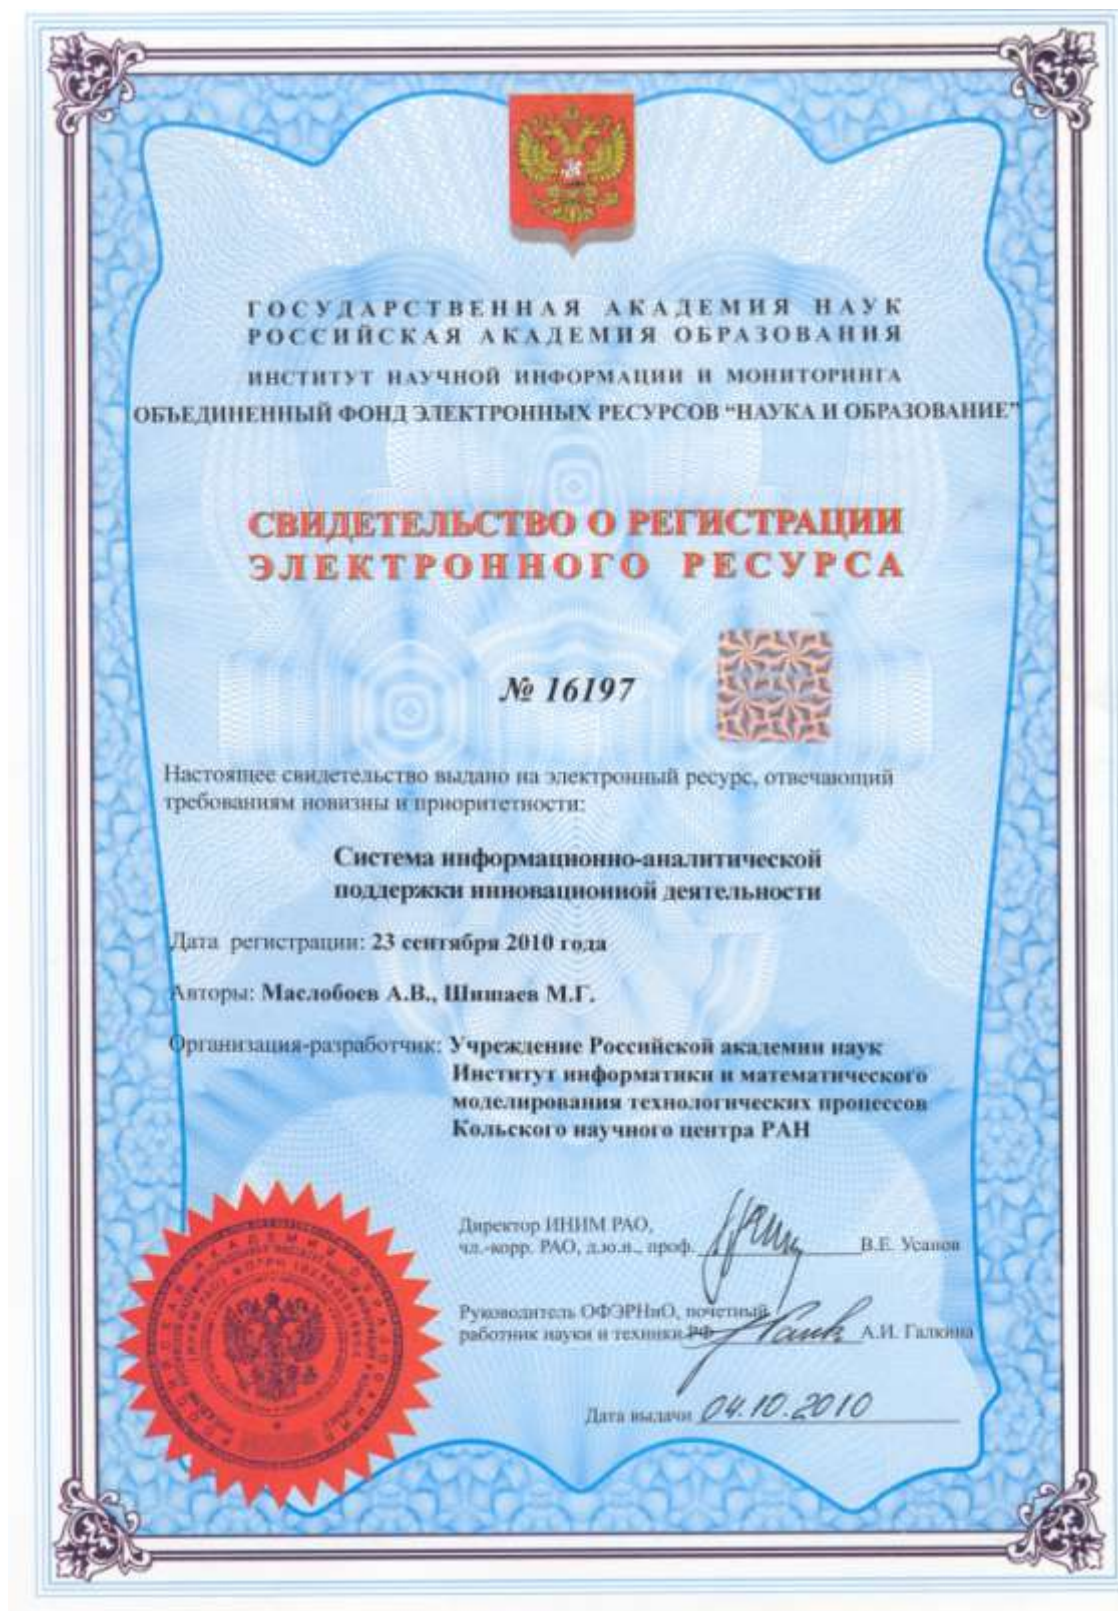 ГОСУДАРСТВЕННАЯ АКАДЕМИЯ НАУК
РОССИЙСКАЯ АКАДЕМИЯ ОБРАЗОВАНИЯ
ИНСТИТУТ НАУЧНОЙ ИНФОРМАЦИИ И МОНИТОРИНГА
ОБЪЕДИНЕННЫЙ ФОНД ЭЛЕКТРОННЫХ РЕСУРСОВ “НАУКА И ОБРАЗОВАНИЕ”
СВИДЕТЕЛЬСТВО О РЕГИСТРАЦИИ
ЭЛЕКТРОННОГО РЕСУРСА
№ 16197
Настоящее свидетельство выдано на электронный ресурс, отвечающий
требованиям новизны и приоритетности:
Система информационно-аналитической
поддержки инновационной деятельности
Дата регистрации: 23 сентября 2010 года
Авторы: Маслобоев А.В., Шишаев М.Г.
Организация-разработчик: Учреждение Российской академии наук
Институт информатики и математического
моделирования технологических процессов
Кольского научного центра РАН
Директор ИНИМ РАО,
чл.-корр. РАО, д.ю.н., проф. В.Е. Усанов
Руководитель ОФЭРНиО, почетный
работник науки и техники РФ А.И. Галкина
Дата выдачи 04.10.2010
РОССИЙСКАЯ АКАДЕМИЯ ОБРАЗОВАНИЯ